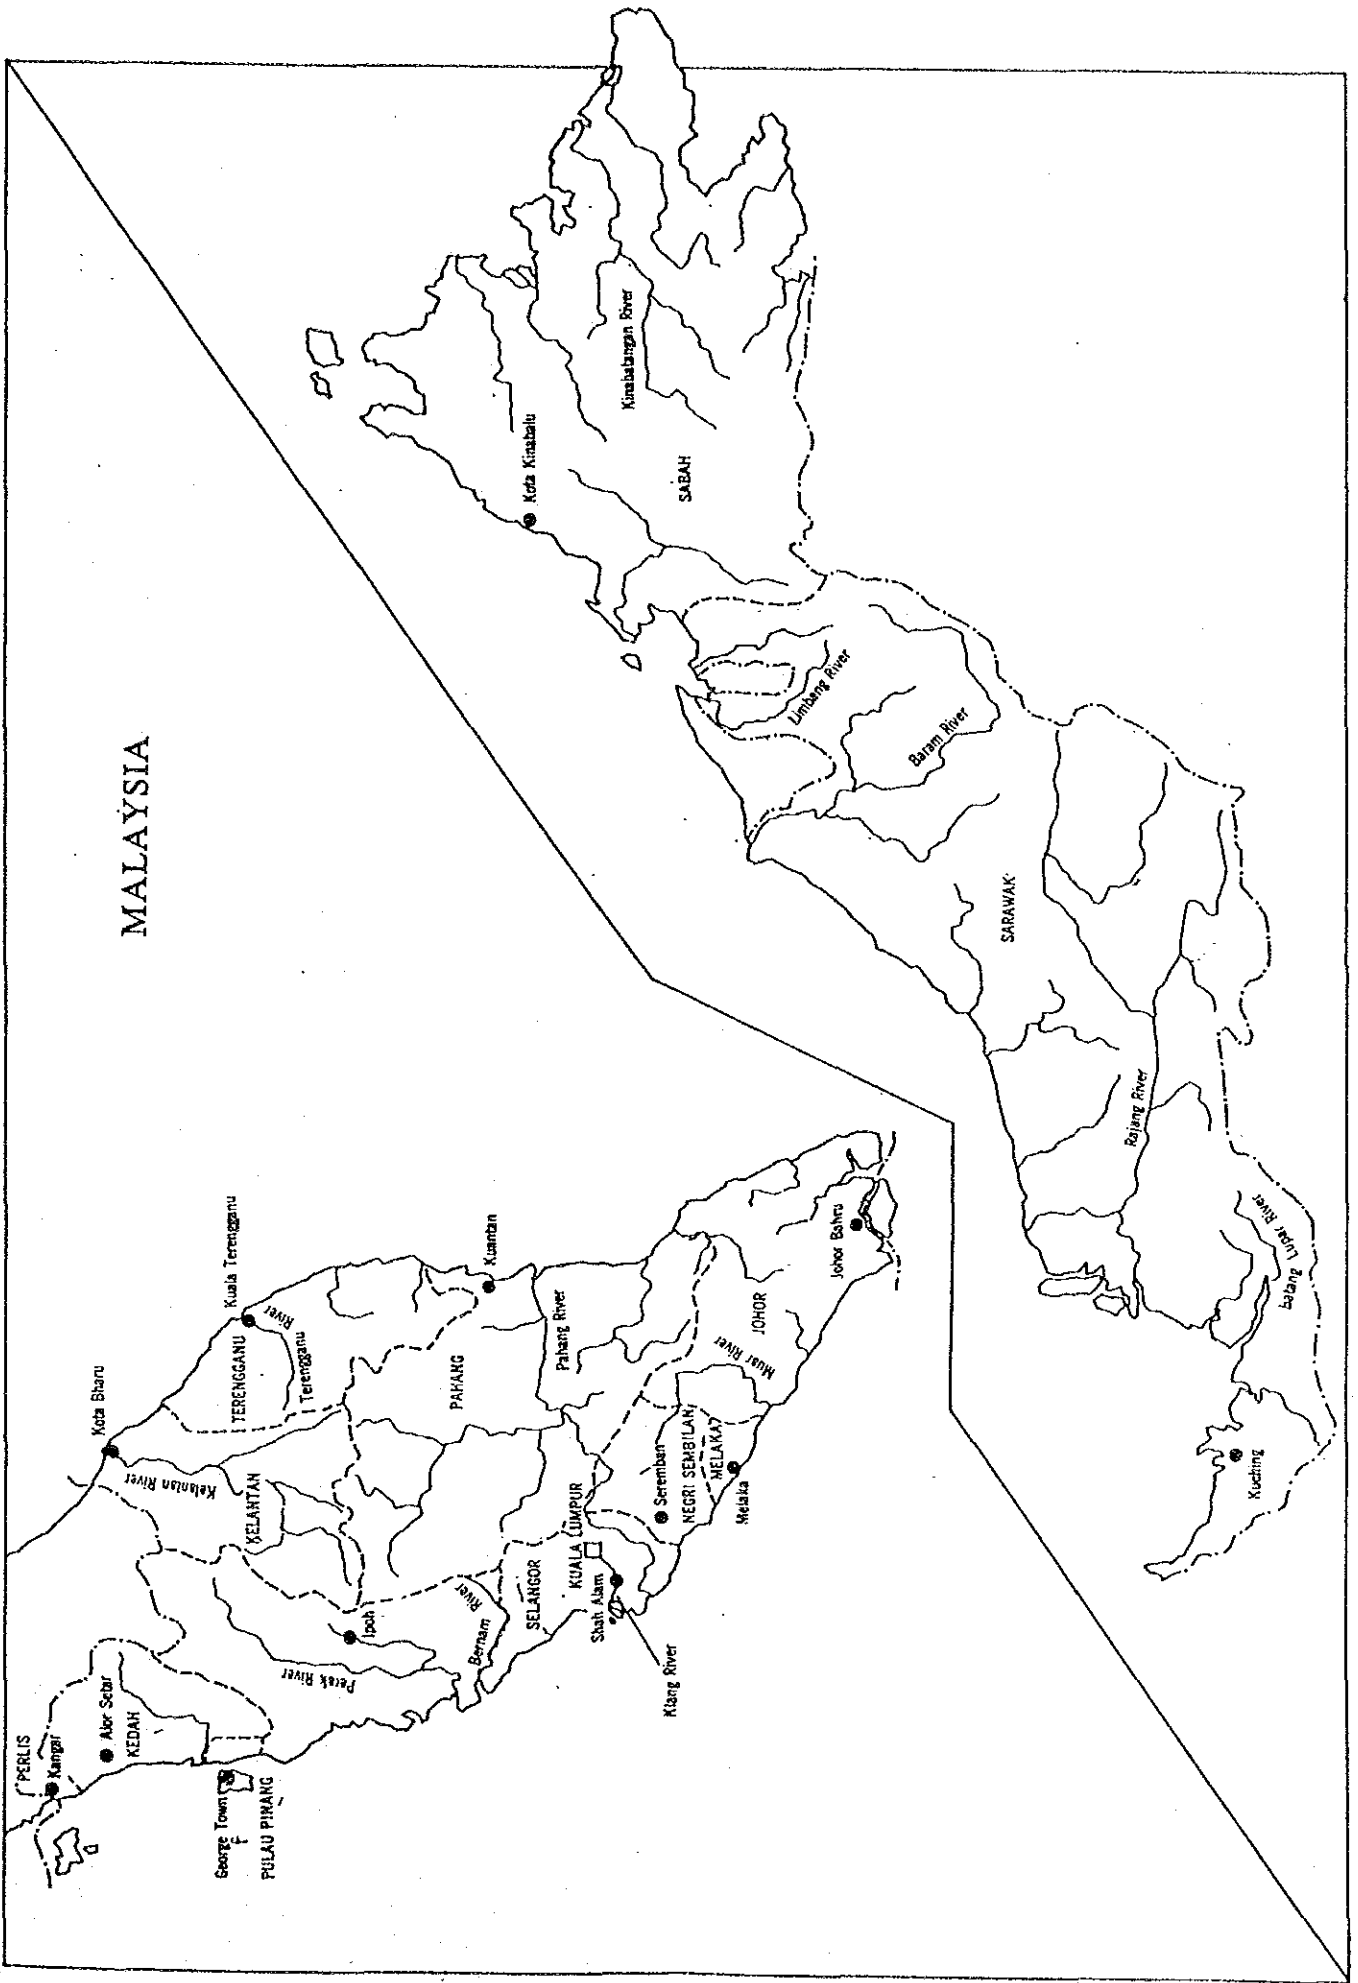 MALAYSIA
PERLIS
Kangar
Alor Setar
KEDAH
George Town
PULAU PINANG
Perak River
Ipoh
Kota Bharu
Kelantan River
KELANTAN
Kuala Terengganu
TERENGGANU
Terengganu River
Kuantan
PAHANG
Pahang River
Bernam River
SELANGOR
KUALA LUMPUR
Shah Alam
Klang River
Seremban
NEGRI SEMBILAN
MELAKA
Melaka
Muar River
JOHOR
Johor Bahru
Kota Kinabalu
Kinabatangan River
SABAH
Limbang River
Baram River
SARAWAK
Rajang River
batang Lupar River
Kuching